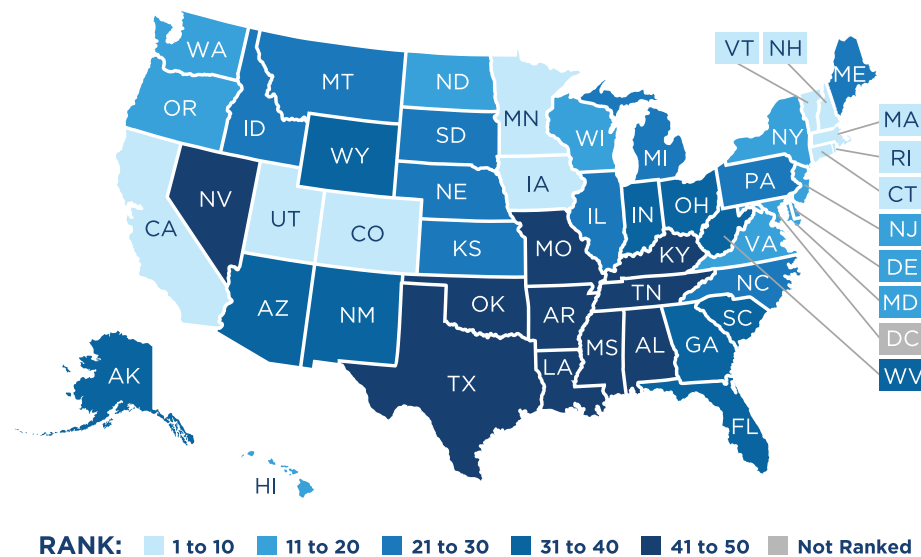 WA
MT
ND
MN
VT NH
ME
OR
ID
SD
WI
NY
MA
WY
MI
RI
NE
IA
PA
CT
NV
UT
CO
IL
IN
OH
NJ
CA
KS
MO
KY
VA
DE
AZ
NM
OK
AR
TN
NC
MD
SC
DC
MS
AL
GA
WV
AK
TX
LA
FL
HI
RANK: 1 to 10 11 to 20 21 to 30 31 to 40 41 to 50 Not Ranked